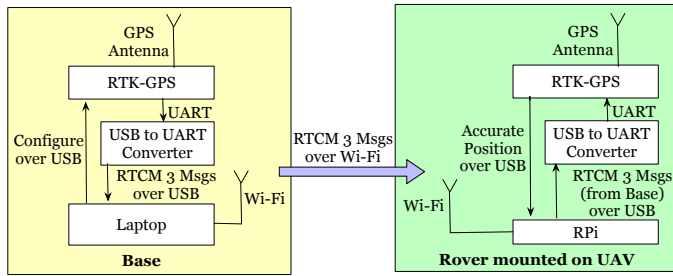 GPS
Antenna
RTK-GPS
UART
Configure
over USB
USB to UART
Converter
RTCM 3 Msgs
over USB
Wi-Fi
Laptop
Base
RTCM 3 Msgs
over Wi-Fi
GPS
Antenna
RTK-GPS
UART
Accurate
Position
over USB
USB to UART
Converter
RTCM 3 Msgs
(from Base)
over USB
Wi-Fi
RPi
Rover mounted on UAV